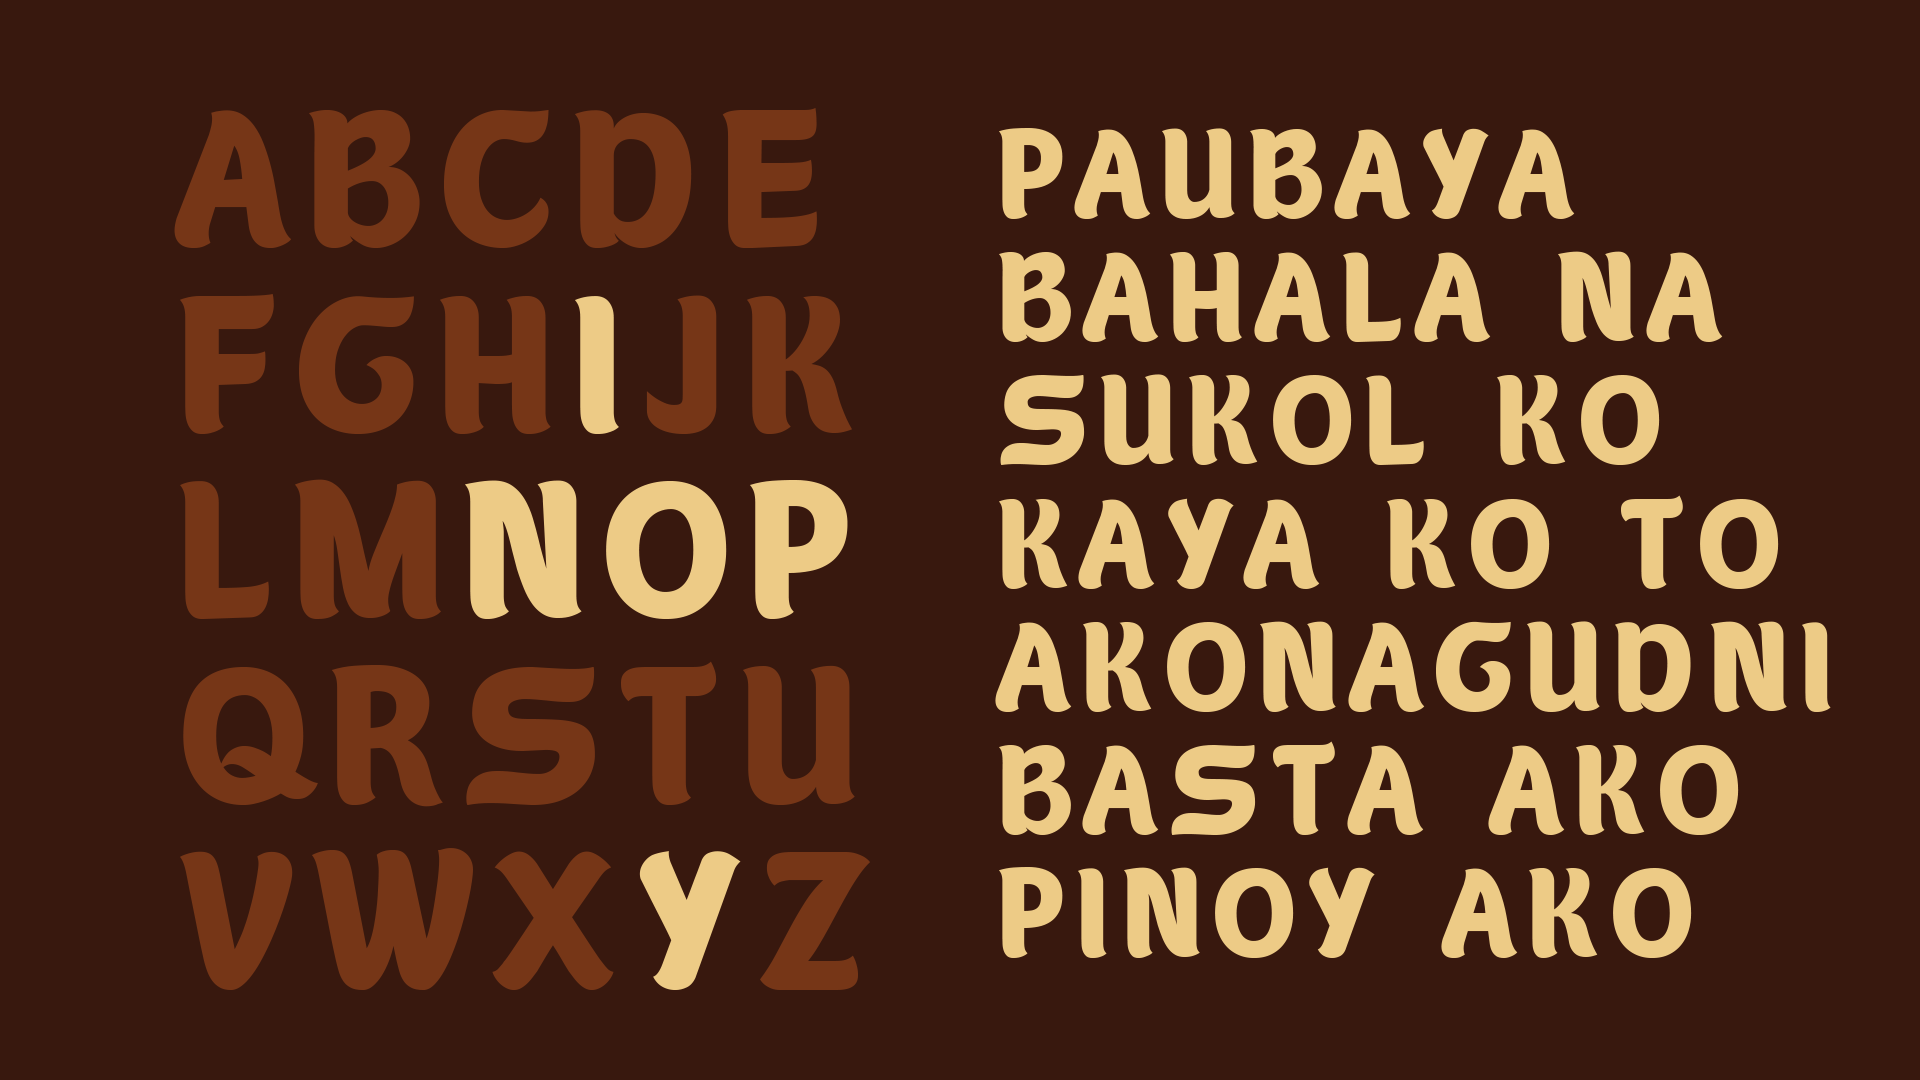 ABCDE
FGHIJK
LMNOP
QRSTU
VWXYZ
PAUBAYA
BAHALA NA
SUKOL KO
KAYA KO TO
AKONAGUDNI
BASTA AKO
PINOY AKO